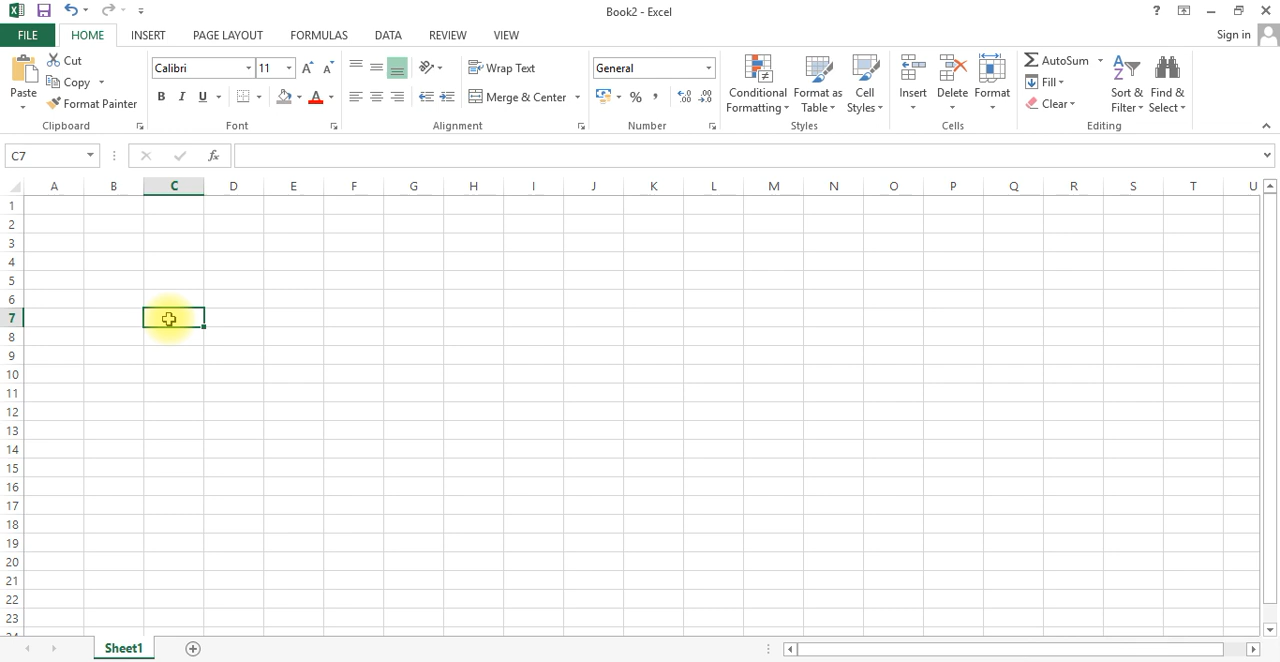 Book2 - Excel
?
FILE HOME INSERT PAGE LAYOUT FORMULAS DATA REVIEW VIEW Sign in
Paste
Cut
Copy
Format Painter
Clipboard
Calibri 11
B I U
Font
Wrap Text
Merge & Center
Alignment
General
%
Number
Conditional Formatting
Format as Table
Cell Styles
Styles
Insert
Delete
Format
Cells
AutoSum
Fill
Clear
Sort & Filter
Find & Select
Editing
C7
fx
A B C D E F G H I J K L M N O P Q R S T U
1
2
3
4
5
6
7
8
9
10
11
12
13
14
15
16
17
18
19
20
21
22
23
Sheet1